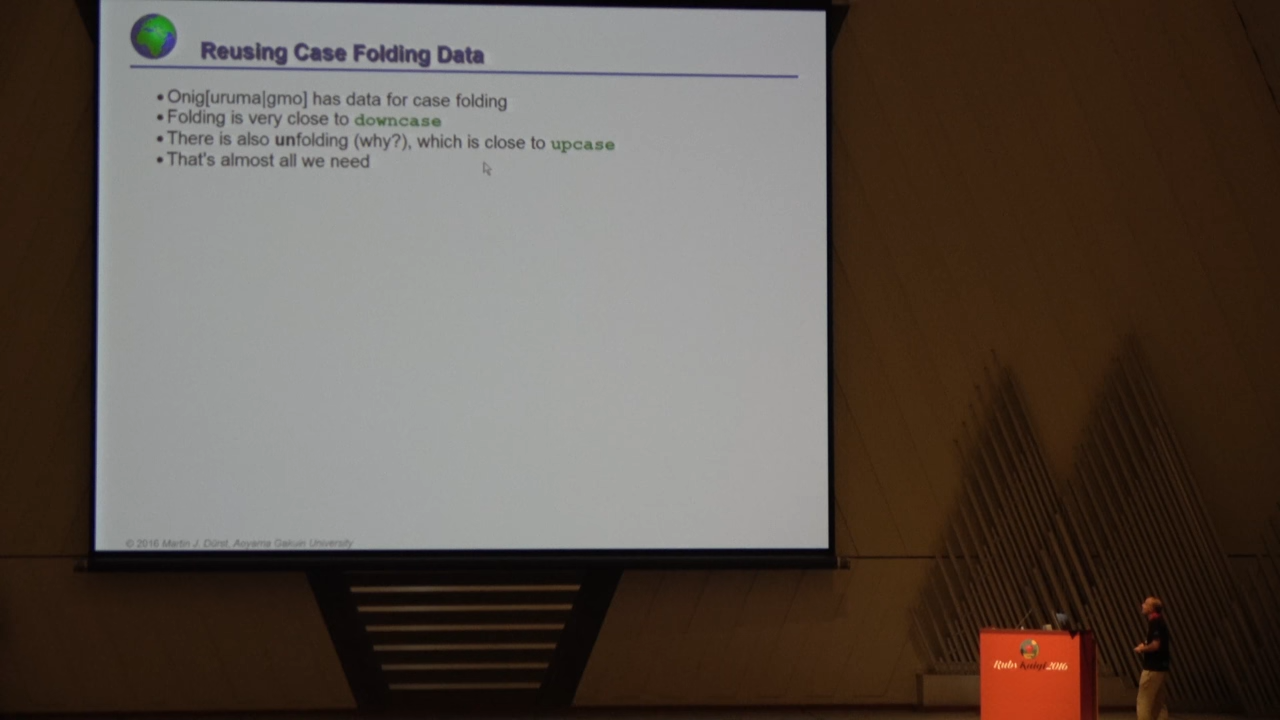 Reusing Case Folding Data
• Onig[uruma|gmo] has data for case folding
• Folding is very close to downcase
• There is also unfolding (why?), which is close to upcase
• That's almost all we need
© 2016 Martin J. Dürst, Aoyama Gakuin University
RubyKaigi 2016